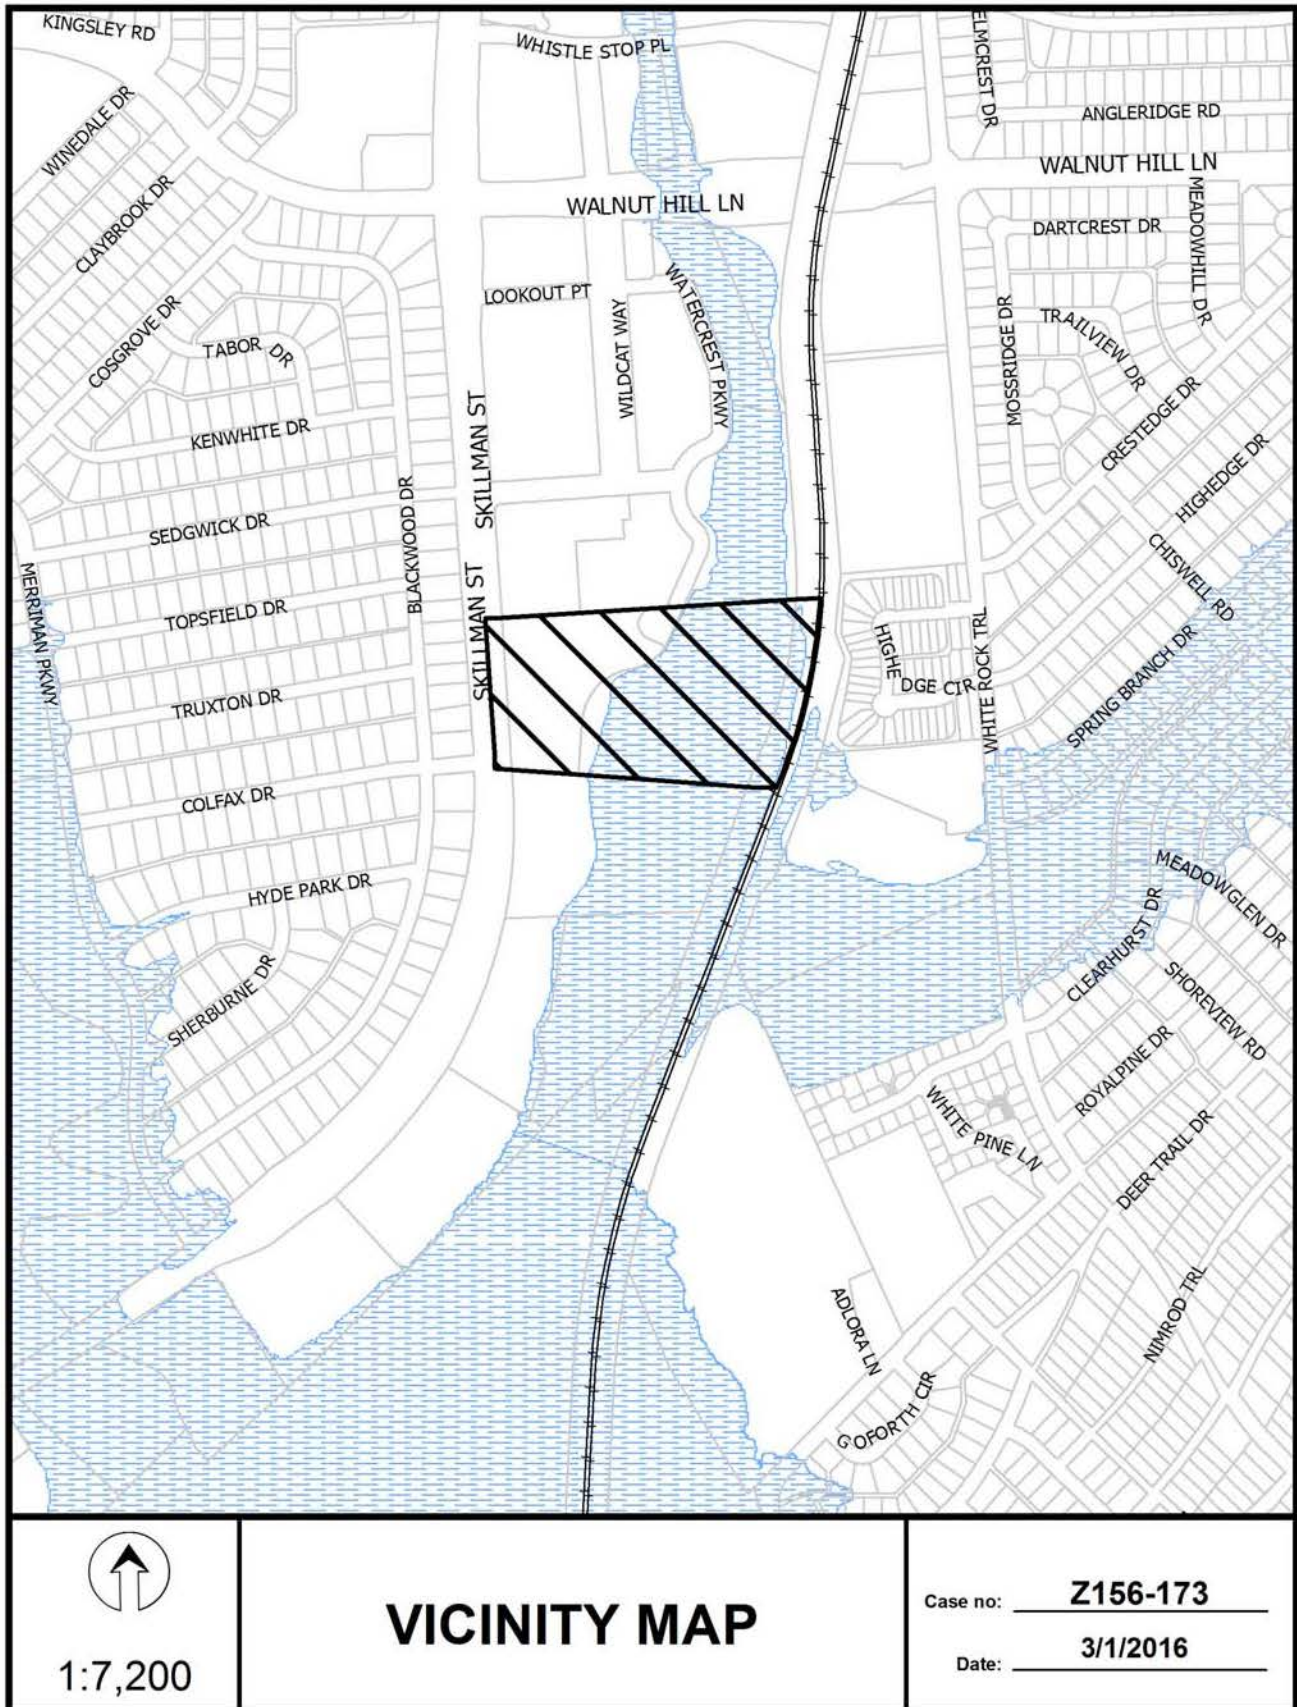 KINGSLEY RD
WHISTLE STOP PL
ELMCREST DR
WINEDALE DR
ANGLERIDGE RD
WALNUT HILL LN
CLAYBROOK DR
WALNUT HILL LN
MEADOWHILL DR
DARTCREST DR
LOOKOUT PT
WATERCREST PKWY
COSGROVE DR
TABOR DR
WILDCAT WAY
MOSSRIDGE DR
TRAILVIEW DR
KENWHITE DR
SKILLMAN ST
CRESTEDGE DR
HIGHEDGE DR
SEDGWICK DR
BLACKWOOD DR
CHISWELL RD
MERRIMAN PKWY
TOPSFIELD DR
SKILLMAN ST
HIGHE
DGE CIR
WHITE ROCK TRL
TRUXTON DR
SPRING BRANCH DR
COLFAX DR
MEADOWGLEN DR
HYDE PARK DR
CLEARHURST DR
SHERBURNE DR
SHOREVIEW RD
ROYALPINE DR
WHITE PINE LN
DEER TRAIL DR
ADLORA LN
NIMROD TRL
GOFORTH CIR
1:7,200
VICINITY MAP
Case no: Z156-173
Date: 3/1/2016